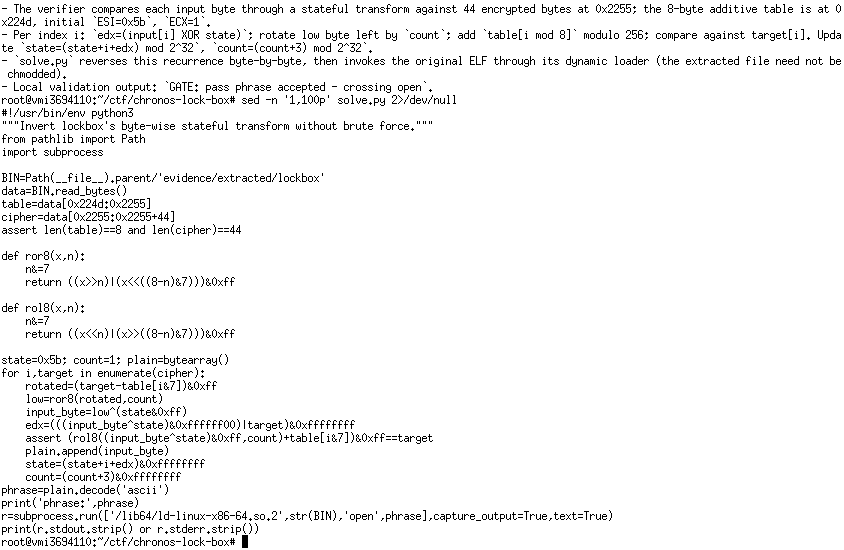 - The verifier compares each input byte through a stateful transform against 44 encrypted bytes at 0x2255; the 8-byte additive table is at 0
x224d, initial `ESI=0x5b`, `ECX=1`.
- Per index i: `edx=(input[i] XOR state)`; rotate low byte left by `count`; add `table[i mod 8]` modulo 256; compare against target[i]. Upda
te `state=(state+i+edx) mod 2^32`, `count=(count+3) mod 2^32`.
- `solve.py` reverses this recurrence byte-by-byte, then invokes the original ELF through its dynamic loader (the extracted file need not be
 chmodded).
- Local validation output: `GATE: pass phrase accepted - crossing open`.
root@vmi3694110:~/ctf/chronos-lock-box# sed -n '1,100p' solve.py 2>/dev/null
#!/usr/bin/env python3
"""Invert lockbox's byte-wise stateful transform without brute force."""
from pathlib import Path
import subprocess

BIN=Path(__file__).parent/'evidence/extracted/lockbox'
data=BIN.read_bytes()
table=data[0x224d:0x2255]
cipher=data[0x2255:0x2255+44]
assert len(table)==8 and len(cipher)==44

def ror8(x,n):
    n&=7
    return ((x>>n)|(x<<((8-n)&7)))&0xff

def rol8(x,n):
    n&=7
    return ((x<<n)|(x>>((8-n)&7)))&0xff

state=0x5b; count=1; plain=bytearray()
for i,target in enumerate(cipher):
    rotated=(target-table[i&7])&0xff
    low=ror8(rotated,count)
    input_byte=low^(state&0xff)
    edx=(((input_byte^state)&0xffffff00)|target)&0xffffffff
    assert (rol8((input_byte^state)&0xff,count)+table[i&7])&0xff==target
    plain.append(input_byte)
    state=(state+i+edx)&0xffffffff
    count=(count+3)&0xffffffff
phrase=plain.decode('ascii')
print('phrase:',phrase)
r=subprocess.run(['/lib64/ld-linux-x86-64.so.2',str(BIN),'open',phrase],capture_output=True,text=True)
print(r.stdout.strip() or r.stderr.strip())
root@vmi3694110:~/ctf/chronos-lock-box#